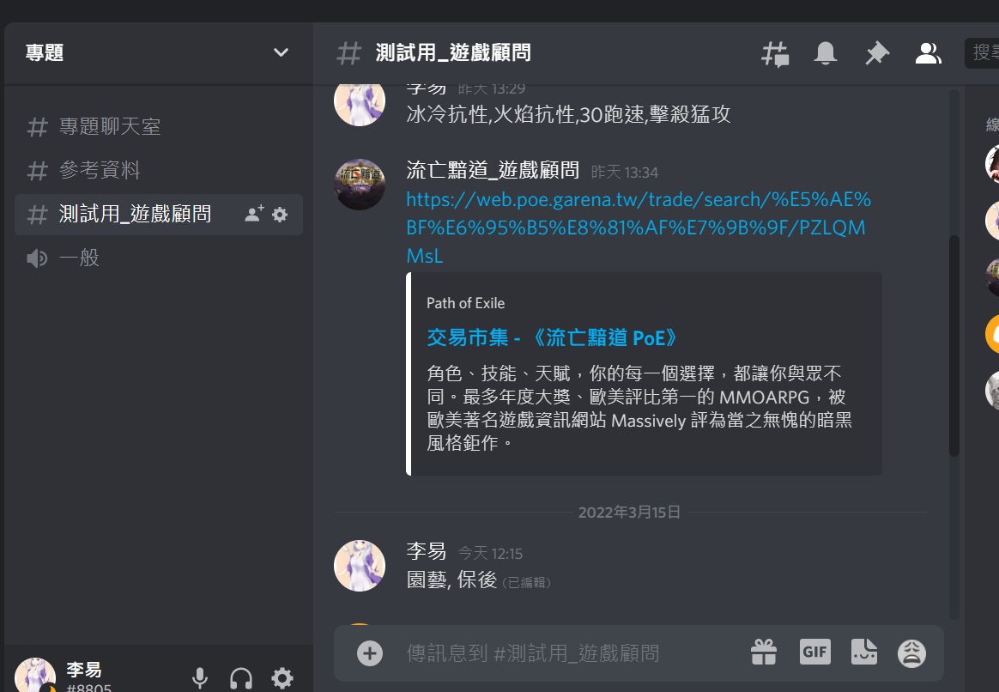 專題
測試用_遊戲顧問
搜尋
專題聊天室
參考資料
測試用_遊戲顧問
一般
李易 昨天 13:29
冰冷抗性,火焰抗性,30跑速,擊殺猛攻
流亡黯道_遊戲顧問 昨天 13:34
https://web.poe.garena.tw/trade/search/%E5%AE%
BF%E6%95%B5%E8%81%AF%E7%9B%9F/PZLQM
MsL
Path of Exile
交易市集 - 《流亡黯道 PoE》
角色、技能、天賦，你的每一個選擇，都讓你與眾不
同。最多年度大獎、歐美評比第一的 MMOARPG，被
歐美著名遊戲資訊網站 Massively 評為當之無愧的暗黑
風格鉅作。
2022年3月15日
李易 今天 12:15
園藝, 保後 (已編輯)
傳訊息到 #測試用_遊戲顧問
GIF
李易
#8805